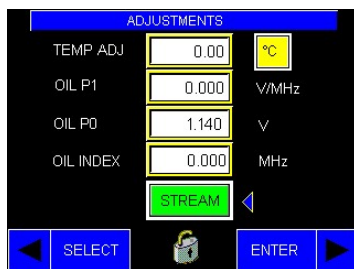 ADJUSTMENTS
TEMP ADJ 0.00 °C
OIL P1 0.000 V/MHz
OIL P0 1.140 V
OIL INDEX 0.000 MHz
STREAM
SELECT ENTER